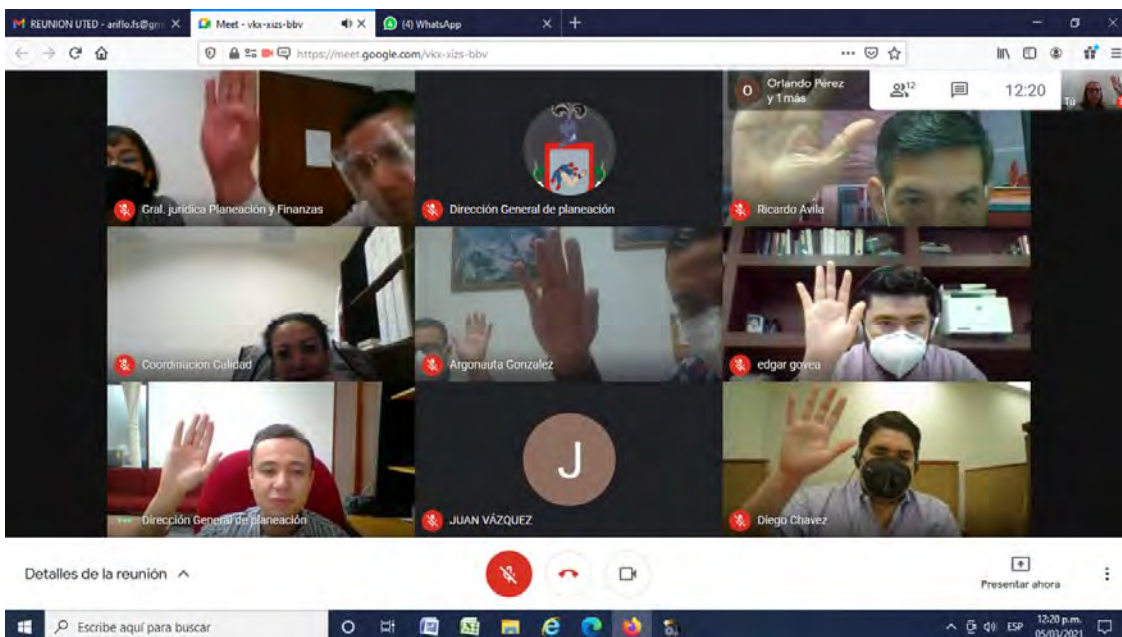 REUNION UTED - anflo.fs@gm
Meet - vkx-xizs-bbv
(4) WhatsApp
https://meet.google.com/vkx-xizs-bbv
O
Orlando Pérez
y 1 más
12
12:20
Tú
Gral. jurídica Planeación y Finanzas
Dirección General de planeación
Ricardo Avila
Coordinacion Calidad
Argonauta Gonzalez
edgar govea
Dirección General de planeación
J
JUAN VÁZQUEZ
Diego Chavez
Detalles de la reunión
Presentar ahora
Escribe aquí para buscar
ESP
12:20 p.m.
05/03/2021